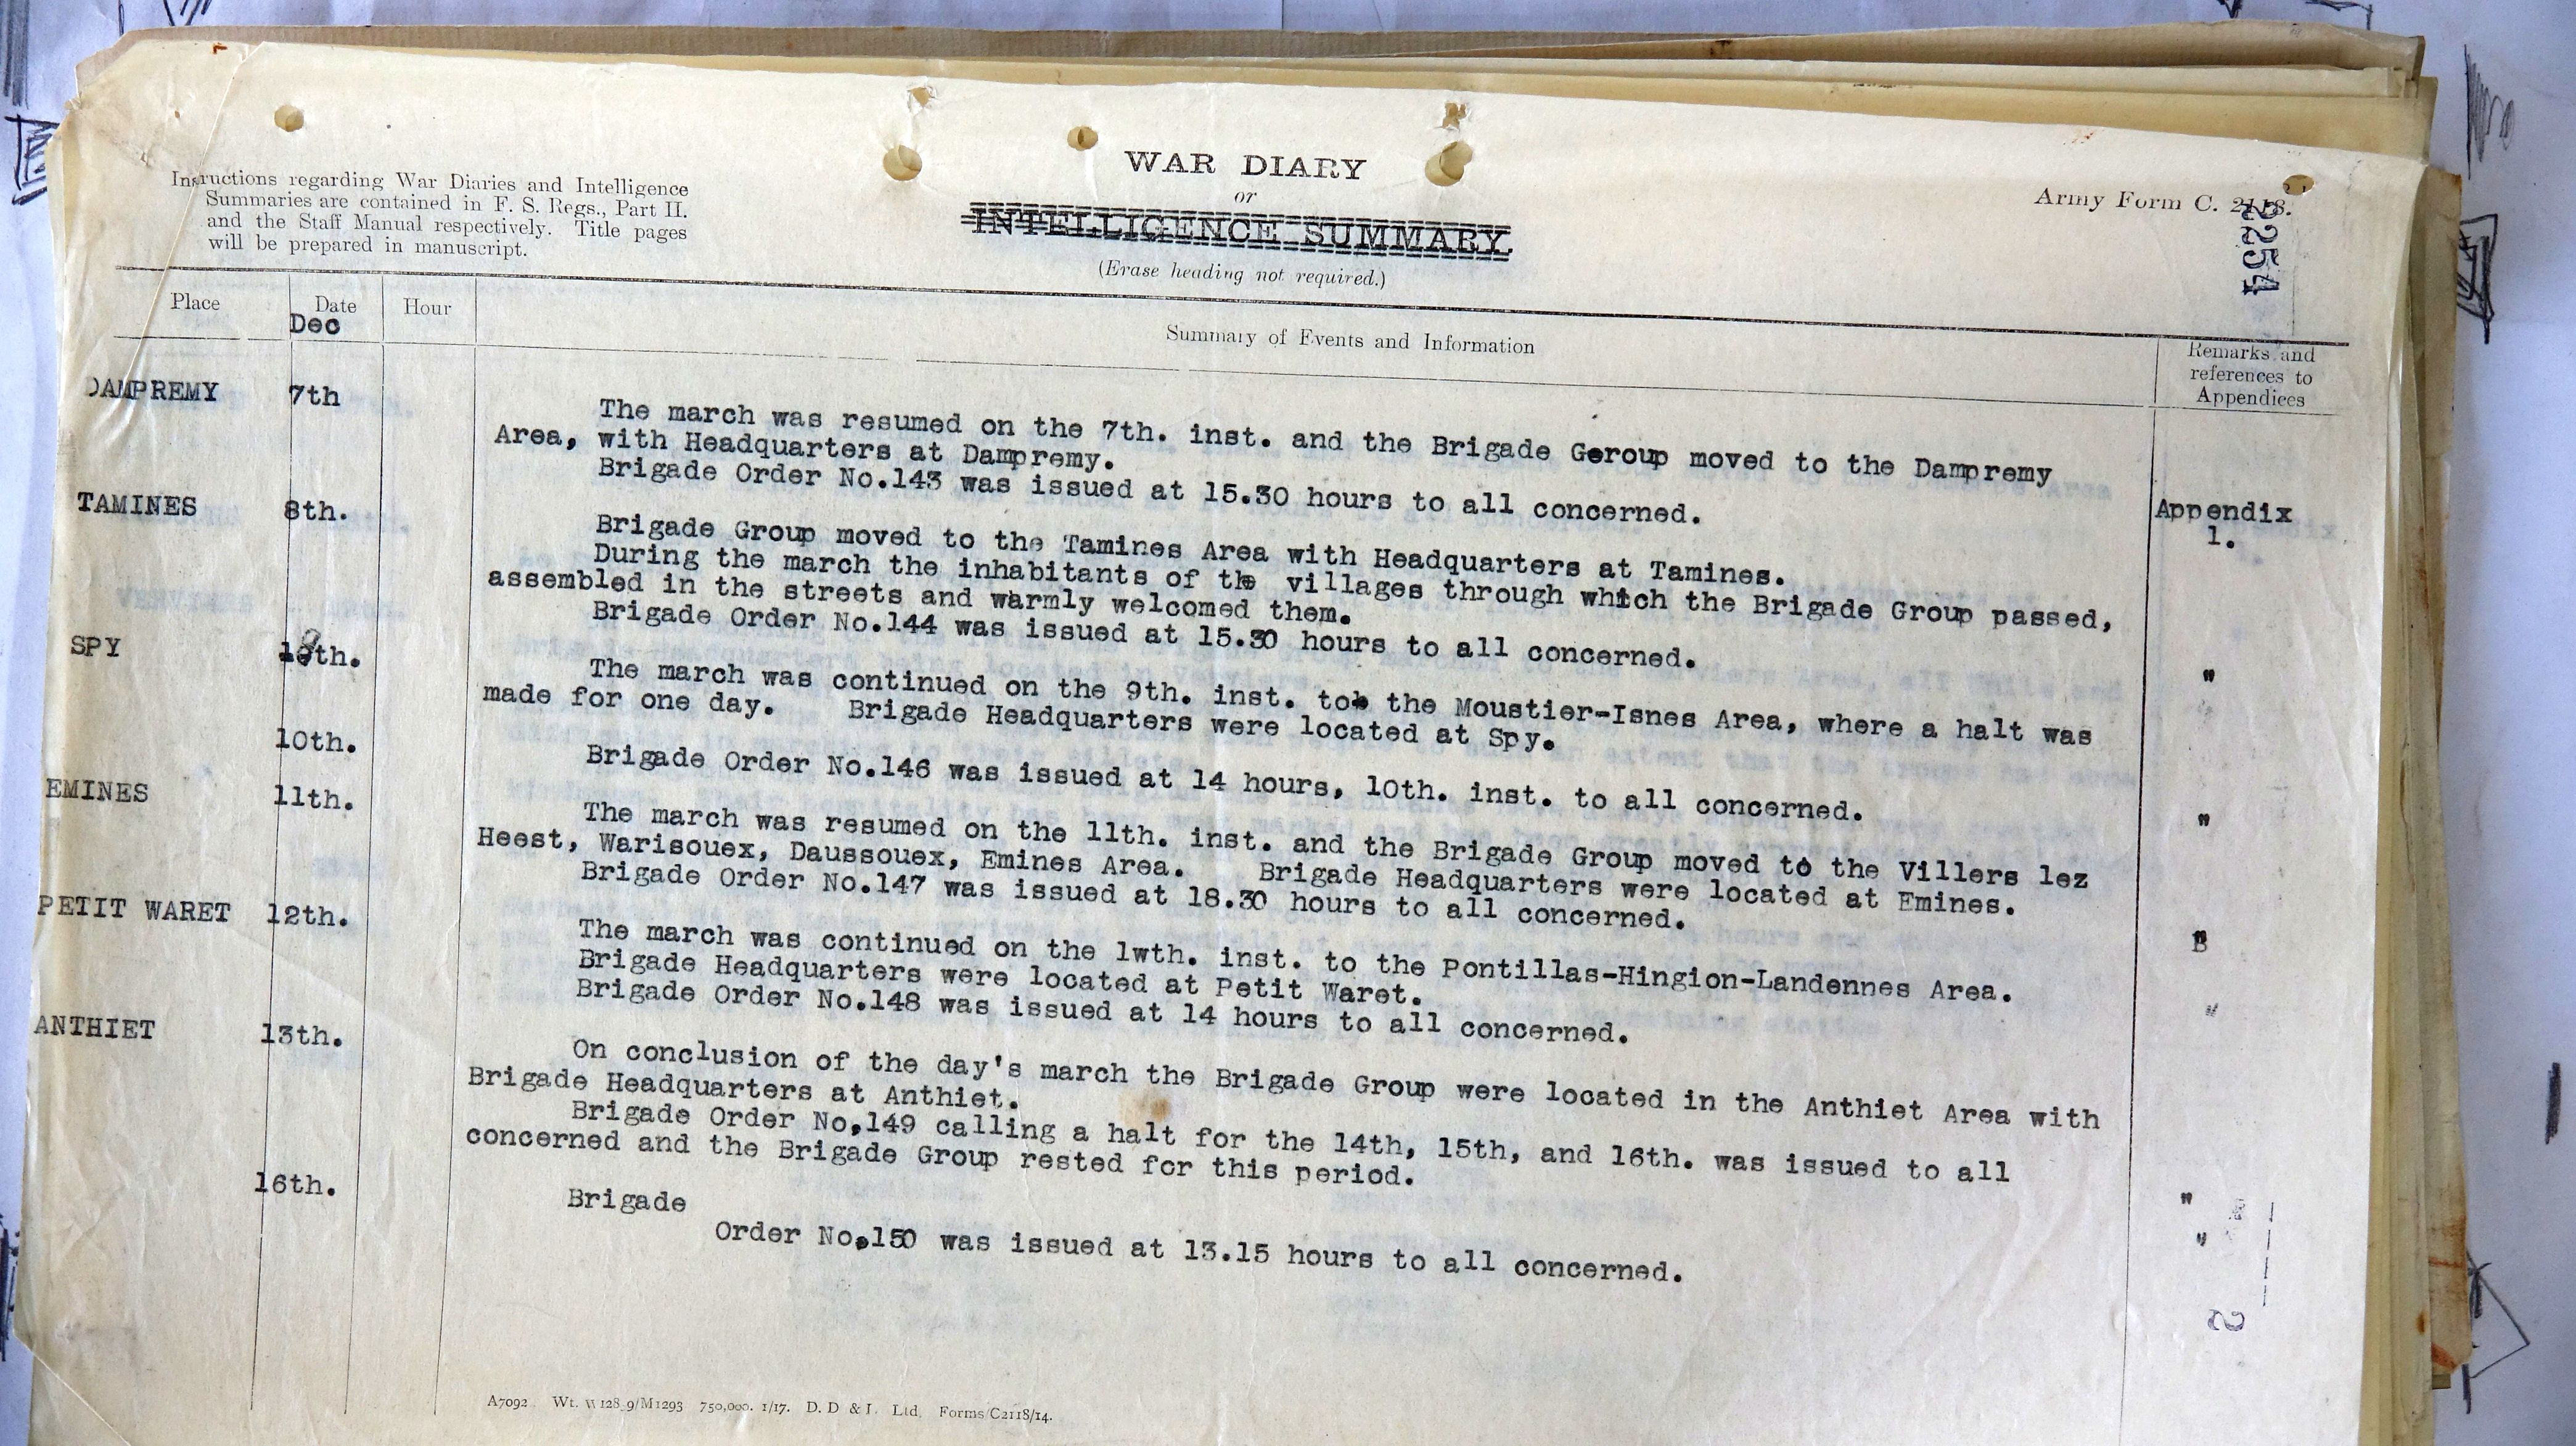 WAR DIARY
or
INTELLIGENCE SUMMARY.
(Erase heading not required.)
Instructions regarding War Diaries and Intelligence
Summaries are contained in F. S. Regs., Part II.
and the Staff Manual respectively. Title pages
will be prepared in manuscript.
Army Form C. 2118.
2254
Place
Date
Dec
Hour
Summary of Events and Information
Remarks and
references to
Appendices
DAMPREMY 7th
The march was resumed on the 7th. inst. and the Brigade Geroup moved to the Dampremy
Area, with Headquarters at Dampremy.
Brigade Order No.143 was issued at 15.30 hours to all concerned.
Appendix
1.
TAMINES 8th.
Brigade Group moved to the Tamines Area with Headquarters at Tamines.
During the march the inhabitants of the villages through which the Brigade Group passed,
assembled in the streets and warmly welcomed them.
Brigade Order No.144 was issued at 15.30 hours to all concerned. "
SPY 9th.
The march was continued on the 9th. inst. to the Moustier-Isnes Area, where a halt was
made for one day. Brigade Headquarters were located at Spy.
10th.
Brigade Order No.146 was issued at 14 hours, 10th. inst. to all concerned. "
EMINES 11th.
The march was resumed on the 11th. inst. and the Brigade Group moved to the Villers lez
Heest, Warisouex, Daussouex, Emines Area. Brigade Headquarters were located at Emines.
Brigade Order No.147 was issued at 18.30 hours to all concerned. "
PETIT WARET 12th.
The march was continued on the 1wth. inst. to the Pontillas-Hingion-Landennes Area.
Brigade Headquarters were located at Petit Waret.
Brigade Order No.148 was issued at 14 hours to all concerned. "
ANTHIET 13th.
On conclusion of the day's march the Brigade Group were located in the Anthiet Area with
Brigade Headquarters at Anthiet.
Brigade Order No,149 calling a halt for the 14th, 15th, and 16th. was issued to all
concerned and the Brigade Group rested for this period. "
16th.
Brigade
Order No.150 was issued at 13.15 hours to all concerned. "
2
A7092 Wt. W128 9/M1293 750,000. 1/17. D. D & L Ltd. Forms/C2118/14.